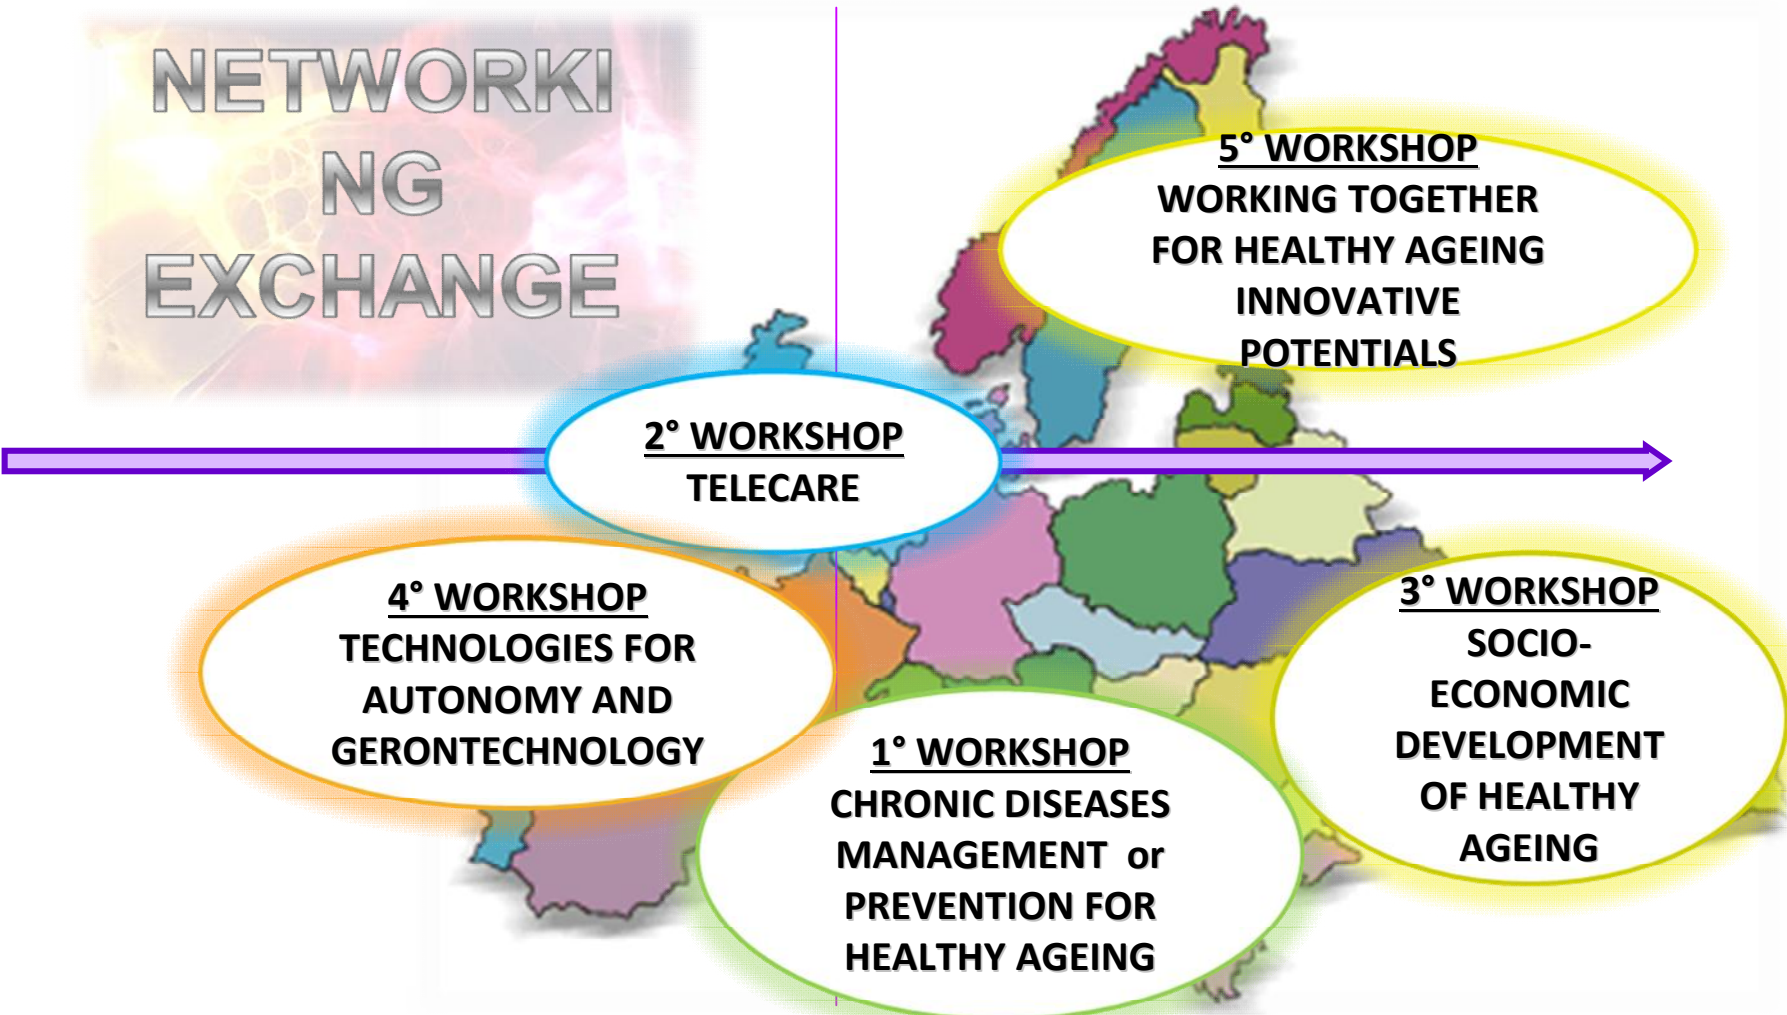 NETWORKI
NG
EXCHANGE
5° WORKSHOP
WORKING TOGETHER
FOR HEALTHY AGEING
INNOVATIVE
POTENTIALS
2° WORKSHOP
TELECARE
4° WORKSHOP
TECHNOLOGIES FOR
AUTONOMY AND
GERONTECHNOLOGY
3° WORKSHOP
SOCIO-
ECONOMIC
DEVELOPMENT
OF HEALTHY
AGEING
1° WORKSHOP
CHRONIC DISEASES
MANAGEMENT or
PREVENTION FOR
HEALTHY AGEING